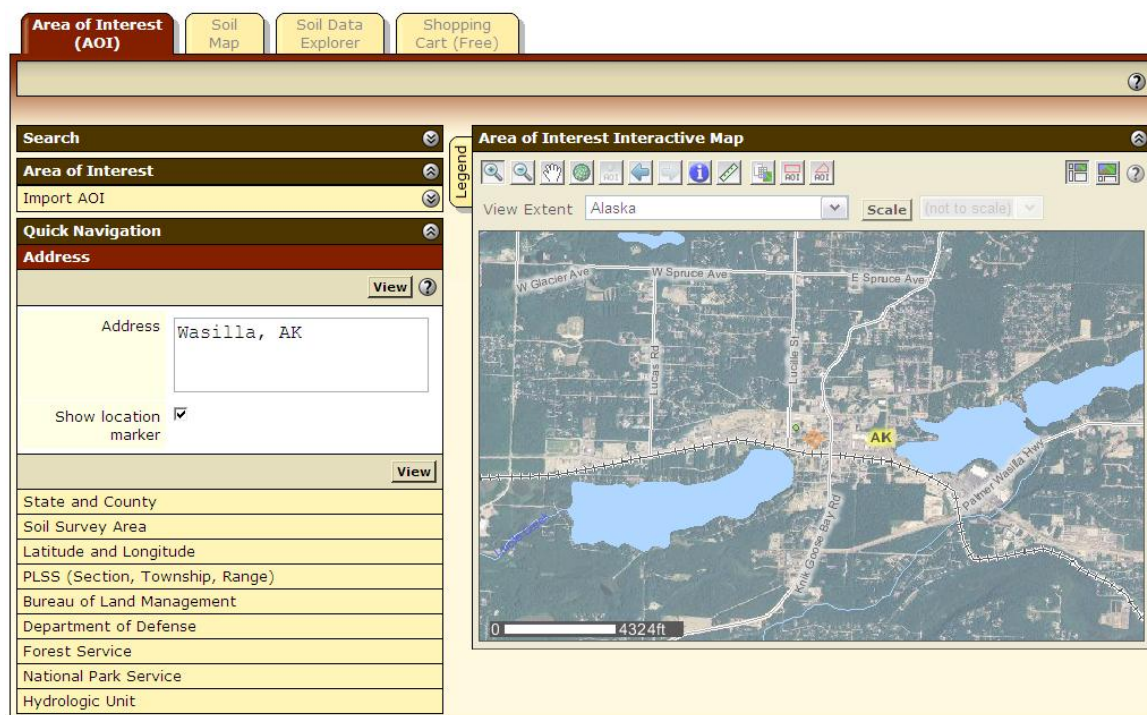 Area of Interest
(AOI)
Soil
Map
Soil Data
Explorer
Shopping
Cart (Free)
Search
Area of Interest
Import AOI
Quick Navigation
Address
View
Address
Wasilla, AK
Show location
marker
View
State and County
Soil Survey Area
Latitude and Longitude
PLSS (Section, Township, Range)
Bureau of Land Management
Department of Defense
Forest Service
National Park Service
Hydrologic Unit
Legend
Area of Interest Interactive Map
AOI
AOI
AOI
View Extent
Alaska
Scale
(not to scale)
W Glacier Ave
W Spruce Ave
E Spruce Ave
Lucas Rd
Lucille St
AK
Palmer Wasilla Hwy
Knik Goose Bay Rd
0
4324ft